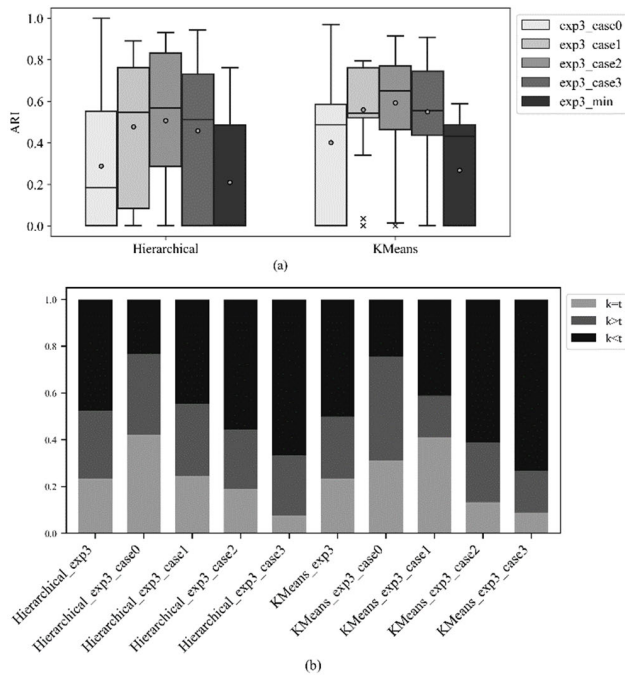 1.0
0.8
0.6
0.4
0.2
0.0
ARI
Hierarchical
KMeans
exp3_case0
exp3_case1
exp3_case2
exp3_case3
exp3_min
(a)
1.0
0.8
0.6
0.4
0.2
0.0
k=t
k>t
k<t
Hierarchical_exp3
Hierarchical_exp3_case0
Hierarchical_exp3_case1
Hierarchical_exp3_case2
Hierarchical_exp3_case3
KMeans_exp3
KMeans_exp3_case0
KMeans_exp3_case1
KMeans_exp3_case2
KMeans_exp3_case3
(b)